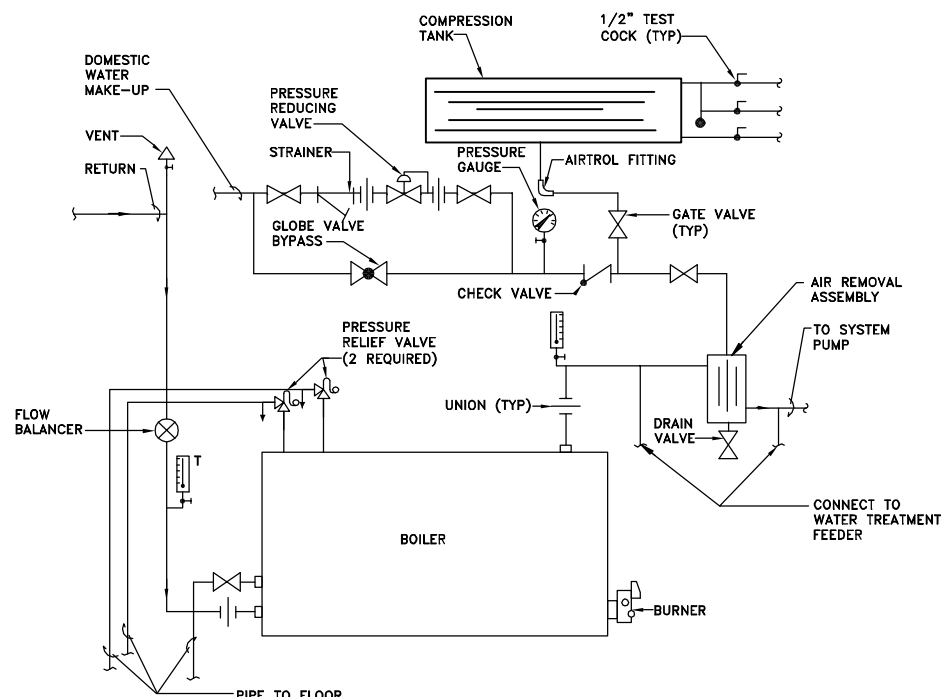 COMPRESSION
TANK
1/2" TEST
COCK (TYP)
DOMESTIC
WATER
MAKE-UP
PRESSURE
REDUCING
VALVE
VENT
STRAINER
PRESSURE
GAUGE
AIRTROL FITTING
RETURN
GATE VALVE
(TYP)
GLOBE VALVE
BYPASS
CHECK VALVE
AIR REMOVAL
ASSEMBLY
PRESSURE
RELIEF VALVE
(2 REQUIRED)
TO SYSTEM
PUMP
UNION (TYP)
FLOW
BALANCER
DRAIN
VALVE
T
CONNECT TO
WATER TREATMENT
FEEDER
BOILER
BURNER
PIPE TO FLOOR